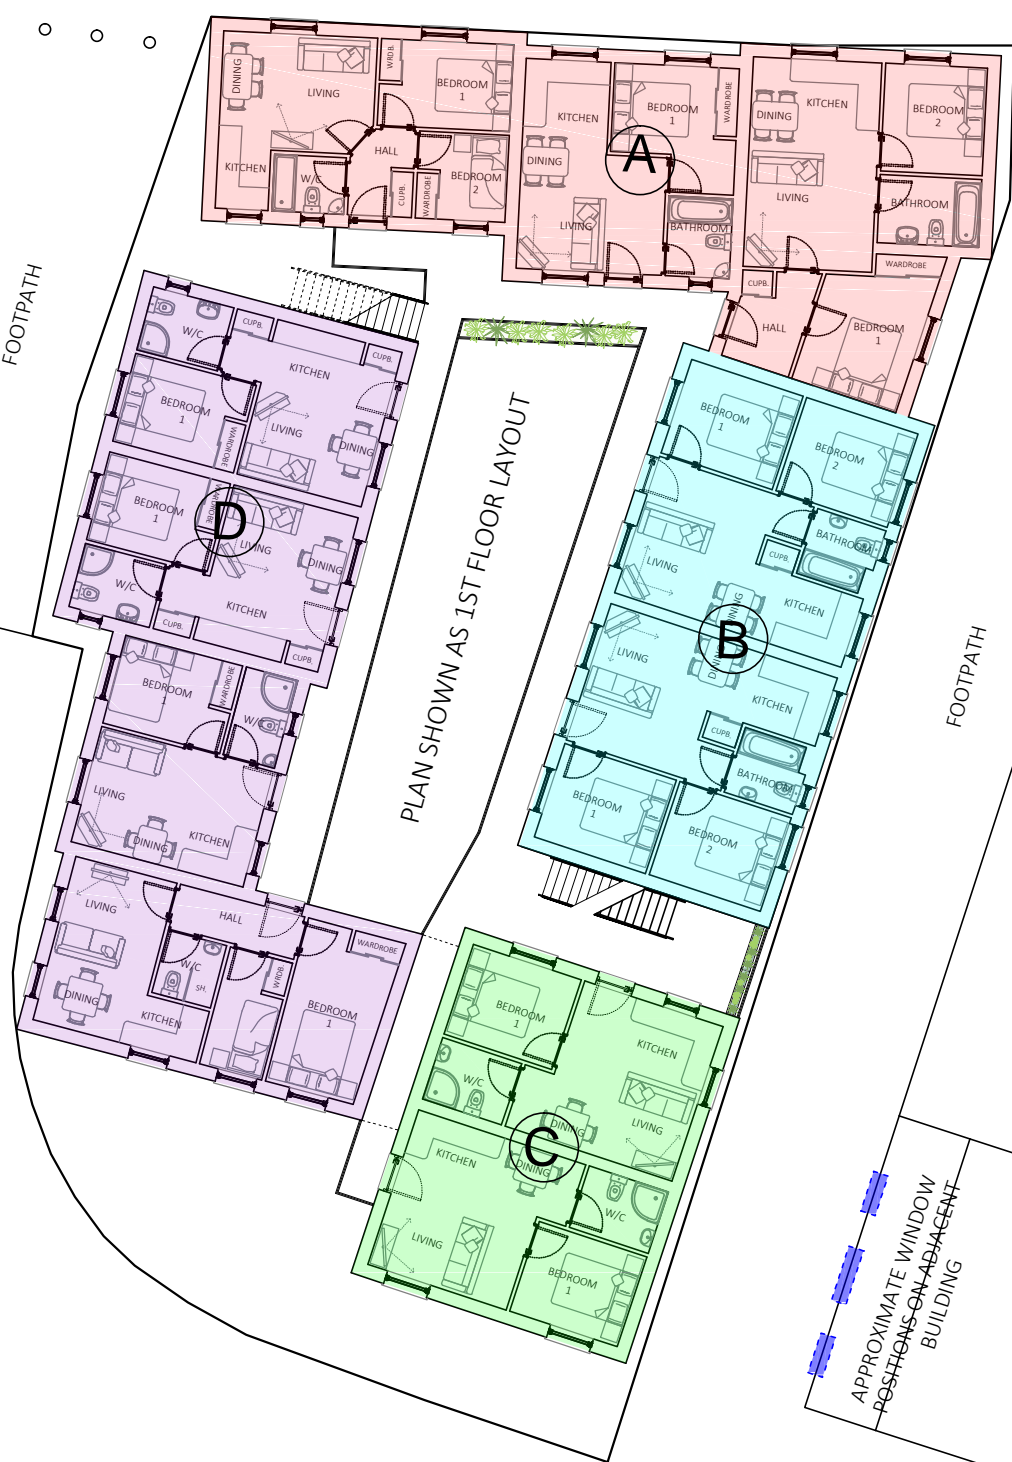 DINING
LIVING
WRDB.
BEDROOM
1
KITCHEN
W/C
HALL
CUPB.
WARDROBE
BEDROOM
2
KITCHEN
DINING
LIVING
BEDROOM
1
WARDROBE
A
BATHROOM
KITCHEN
DINING
LIVING
BEDROOM
2
BATHROOM
WARDROBE
CUPB.
HALL
BEDROOM
1
FOOTPATH
W/C
CUPB.
KITCHEN
CUPB.
BEDROOM
1
WARDROBE
LIVING
DINING
BEDROOM
1
WARDROBE
D
LIVING
DINING
W/C
KITCHEN
CUPB.
CUPB.
BEDROOM
1
WARDROBE
W/C
LIVING
DINING
KITCHEN
LIVING
HALL
W/C
SH.
WRDB.
WARDROBE
DINING
KITCHEN
BEDROOM
1
PLAN SHOWN AS 1ST FLOOR LAYOUT
BEDROOM
1
BEDROOM
2
BATHROOM
CUPB.
LIVING
KITCHEN
DINING
B
DINING
LIVING
KITCHEN
CUPB.
BATHROOM
BEDROOM
1
BEDROOM
2
FOOTPATH
BEDROOM
1
KITCHEN
W/C
LIVING
DINING
C
DINING
KITCHEN
W/C
LIVING
BEDROOM
1
APPROXIMATE WINDOW
POSITIONS ON ADJACENT
BUILDING